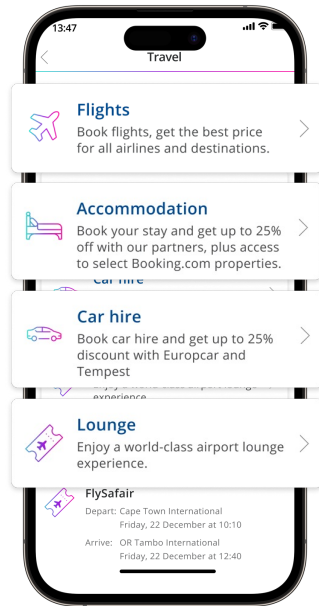 13:47
Travel
Flights
Book flights, get the best price
for all airlines and destinations.
Accommodation
Book your stay and get up to 25%
off with our partners, plus access
to select Booking.com properties.
Car hire
Car hire
Book car hire and get up to 25%
discount with Europcar and
Tempest
experience
Lounge
Enjoy a world-class airport lounge
experience.
FlySafair
Depart: Cape Town International
Friday, 22 December at 10:10
Arrive: OR Tambo International
Friday, 22 December at 12:40